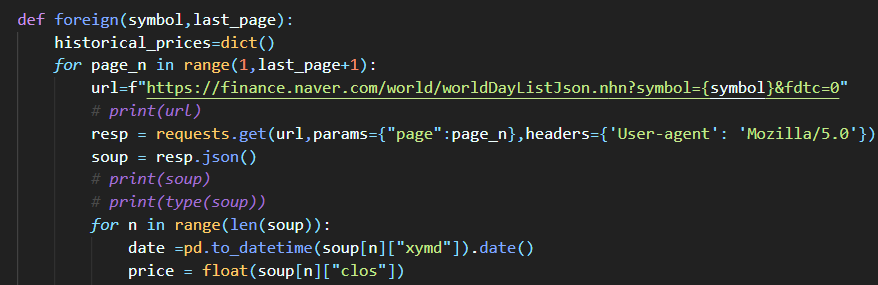 def foreign(symbol,last_page):
    historical_prices=dict()
    for page_n in range(1,last_page+1):
        url=f"https://finance.naver.com/world/worldDayListJson.nhn?symbol={symbol}&fdtc=0"
        # print(url)
        resp = requests.get(url,params={"page":page_n},headers={'User-agent': 'Mozilla/5.0'})
        soup = resp.json()
        # print(soup)
        # print(type(soup))
        for n in range(len(soup)):
            date =pd.to_datetime(soup[n]["xymd"]).date()
            price = float(soup[n]["clos"])